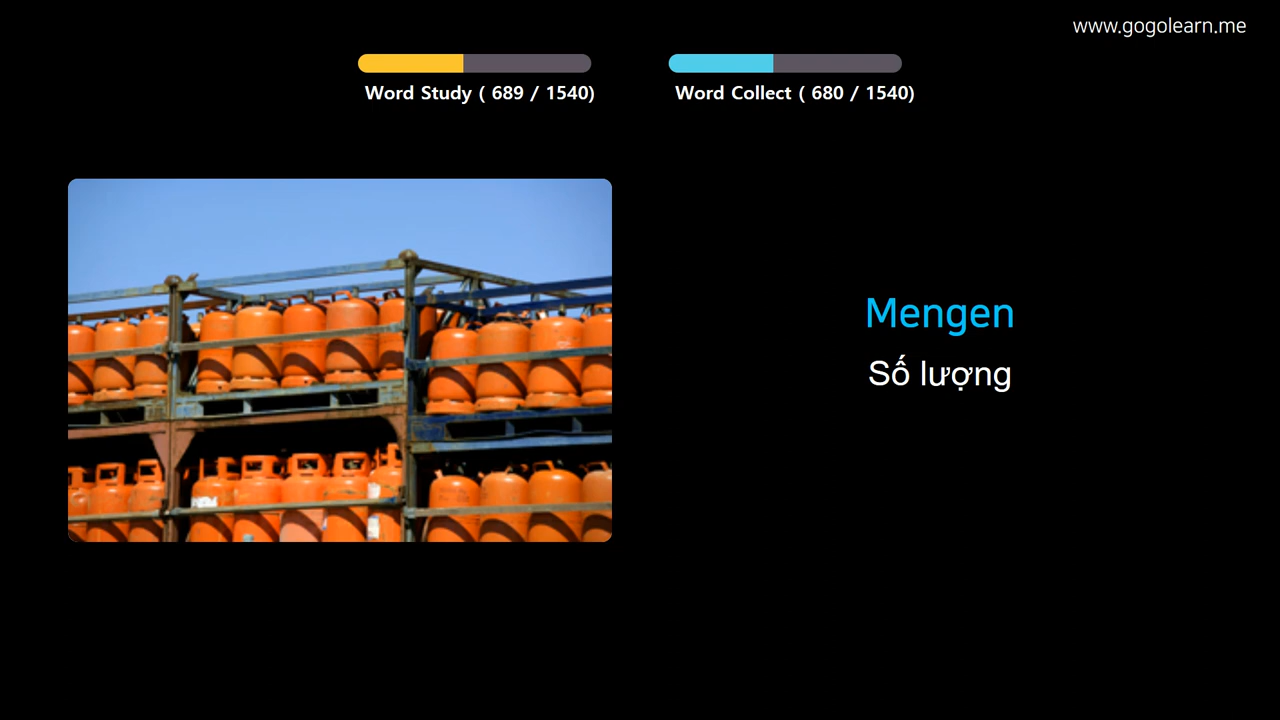 www.gogolearn.me
Word Study ( 689 / 1540)
Word Collect ( 680 / 1540)
Mengen
Số lượng